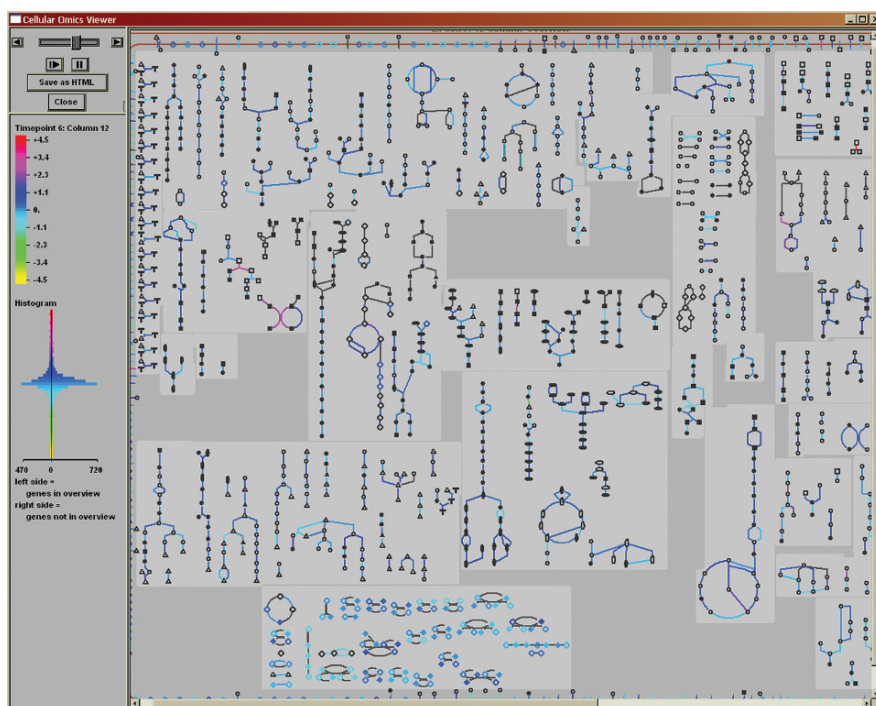 Cellular Omics Viewer
Save as HTML
Close
Timepoint 6: Column 12
+4.5
+3.4
+2.3
+1.1
0.
-1.1
-2.3
-3.4
-4.5
Histogram
470 0 720
left side =
genes in overview
right side =
genes not in overview